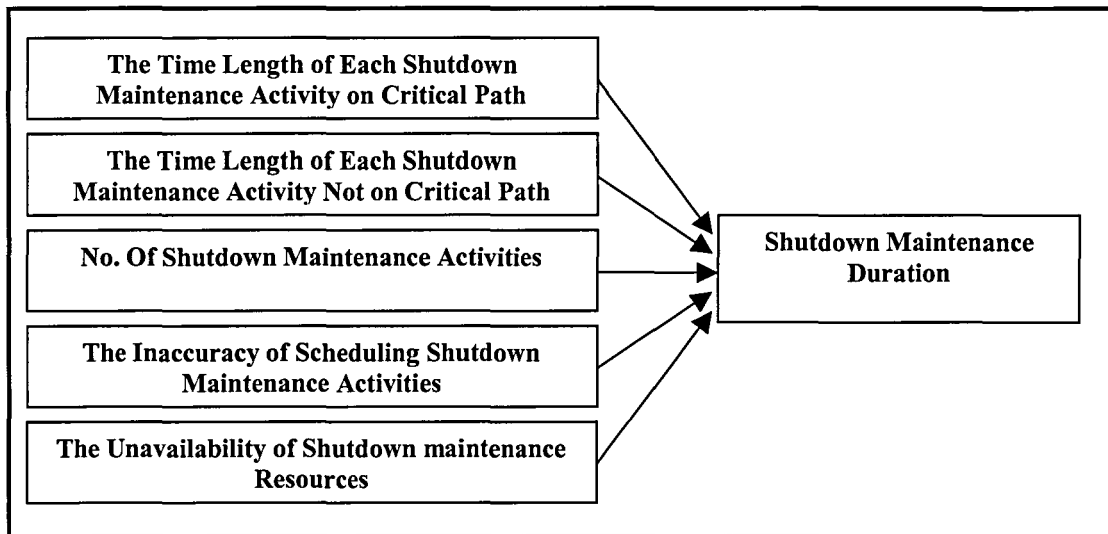 The Time Length of Each Shutdown
Maintenance Activity on Critical Path
The Time Length of Each Shutdown
Maintenance Activity Not on Critical Path
No. Of Shutdown Maintenance Activities
The Inaccuracy of Scheduling Shutdown
Maintenance Activities
The Unavailability of Shutdown maintenance
Resources
Shutdown Maintenance
Duration